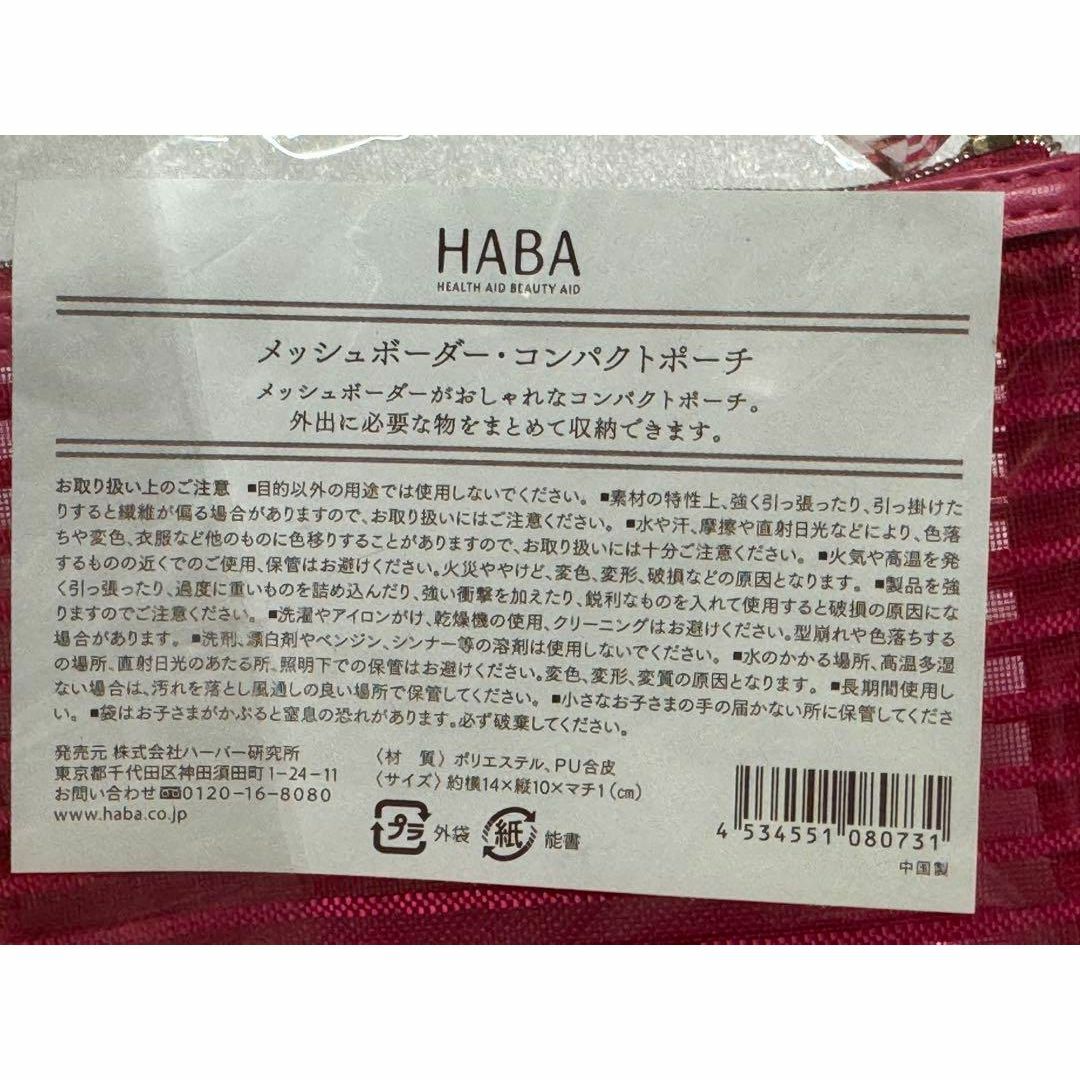 HABA
HEALTH AID BEAUTY AID
メッシュボーダー・コンパクトポーチ
メッシュボーダーがおしゃれなコンパクトポーチ。
外出に必要な物をまとめて収納できます。
お取り扱い上のご注意 ■目的以外の用途では使用しないでください。 ■素材の特性上、強く引っ張ったり、引っ掛けた
りすると繊維が偏る場合がありますので、お取り扱いにはご注意ください。 ■水や汗、摩擦や直射日光などにより、色落
ちや変色、衣服など他のものに色移りすることがありますので、お取り扱いには十分ご注意ください。 ■火気や高温を発
するものの近くでのご使用、保管はお避けください。火災ややけど、変色、変形、破損などの原因となります。 ■製品を強
く引っ張ったり、過度に重いものを詰め込んだり、強い衝撃を加えたり、鋭利なものを入れて使用すると破損の原因にな
りますのでご注意ください。 ■洗濯やアイロンがけ、乾燥機の使用、クリーニングはお避けください。型崩れや色落ちする
場合があります。 ■洗剤、漂白剤やベンジン、シンナー等の溶剤は使用しないでください。 ■水のかかる場所、高温多湿
の場所、直射日光のあたる所、照明下での保管はお避けください。変色、変形、変質の原因となります。 ■長期間使用し
ない場合は、汚れを落とし風通しの良い場所で保管してください。 ■小さなお子さまの手の届かない所に保管してくださ
い。 ■袋はお子さまがかぶると窒息の恐れがあります。必ず破棄してください。
発売元 株式会社ハーバー研究所
東京都千代田区神田須田町1-24-11
お問い合わせ 0120-16-8080
www.haba.co.jp
〈材 質〉 ポリエステル、PU合皮
〈サイズ〉 約横14×縦10×マチ1(㎝)
プラ 外袋 紙 能書
4 534551 080731
中国製